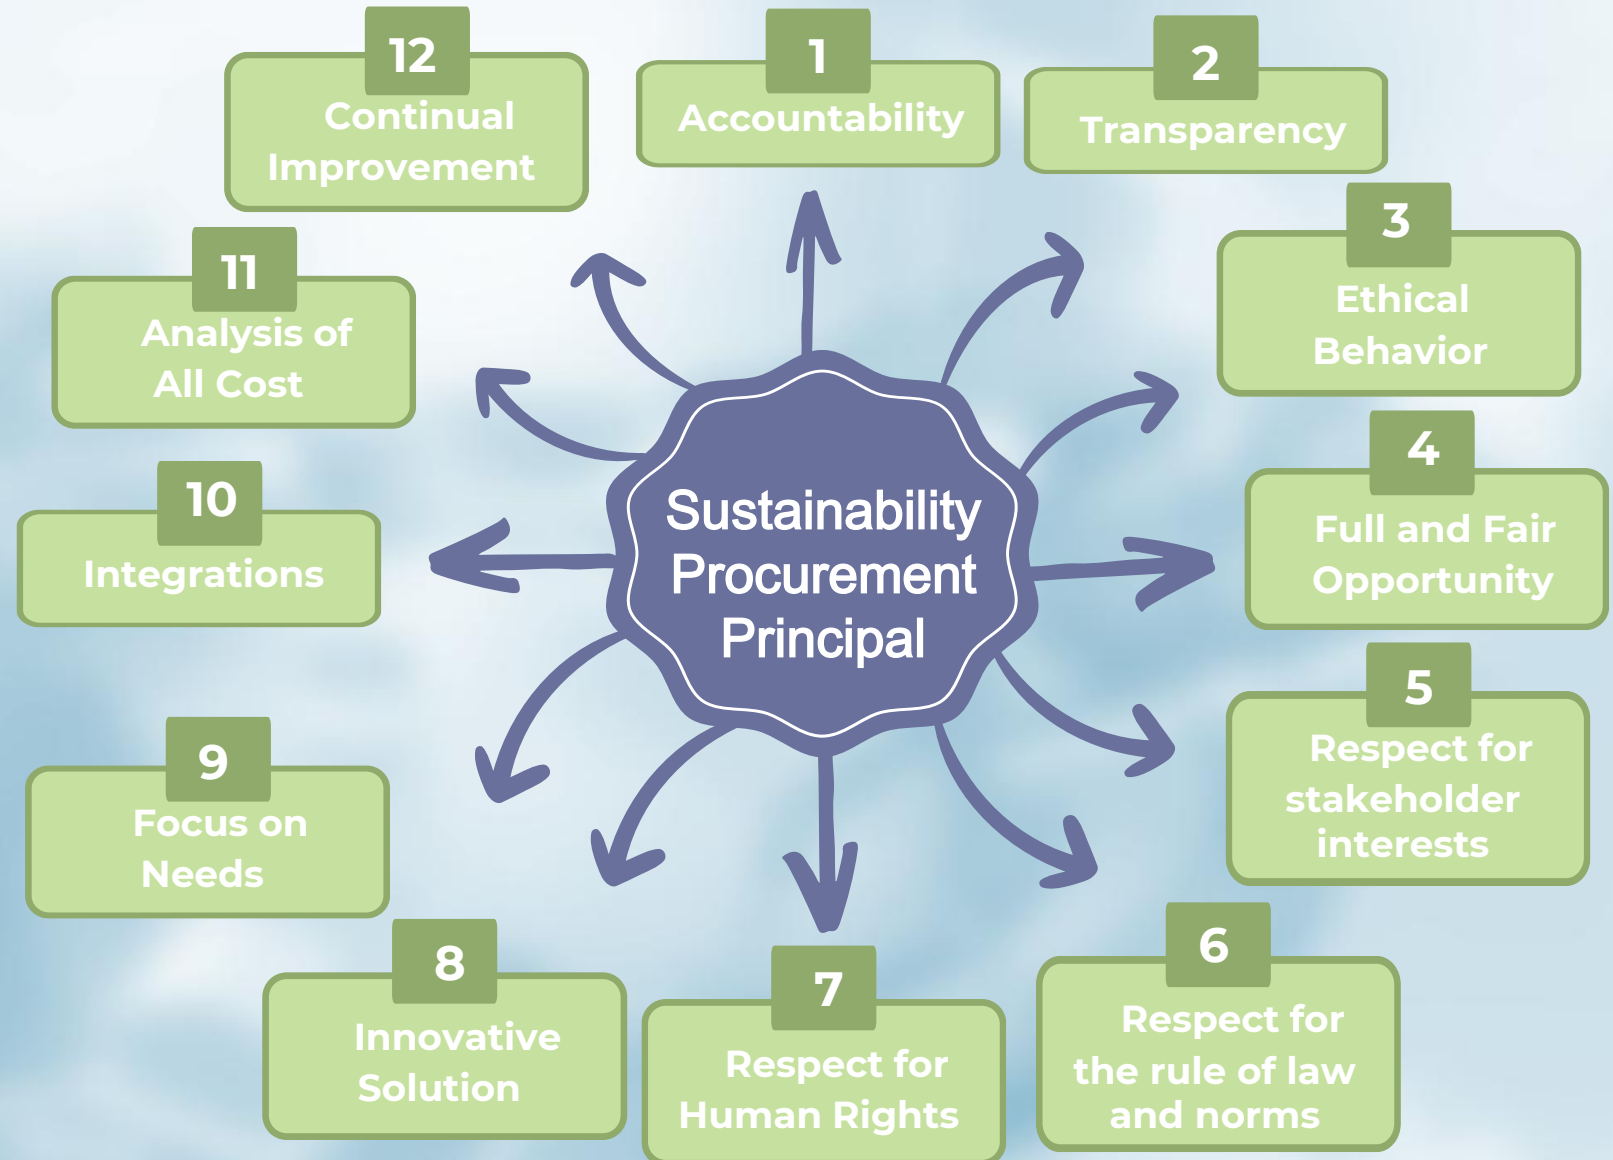 Sustainability
Procurement
Principal
1
Accountability
2
Transparency
3
Ethical
Behavior
4
Full and Fair
Opportunity
5
Respect for
stakeholder
interests
6
Respect for
the rule of law
and norms
7
Respect for
Human Rights
8
Innovative
Solution
9
Focus on
Needs
10
Integrations
11
Analysis of
All Cost
12
Continual
Improvement